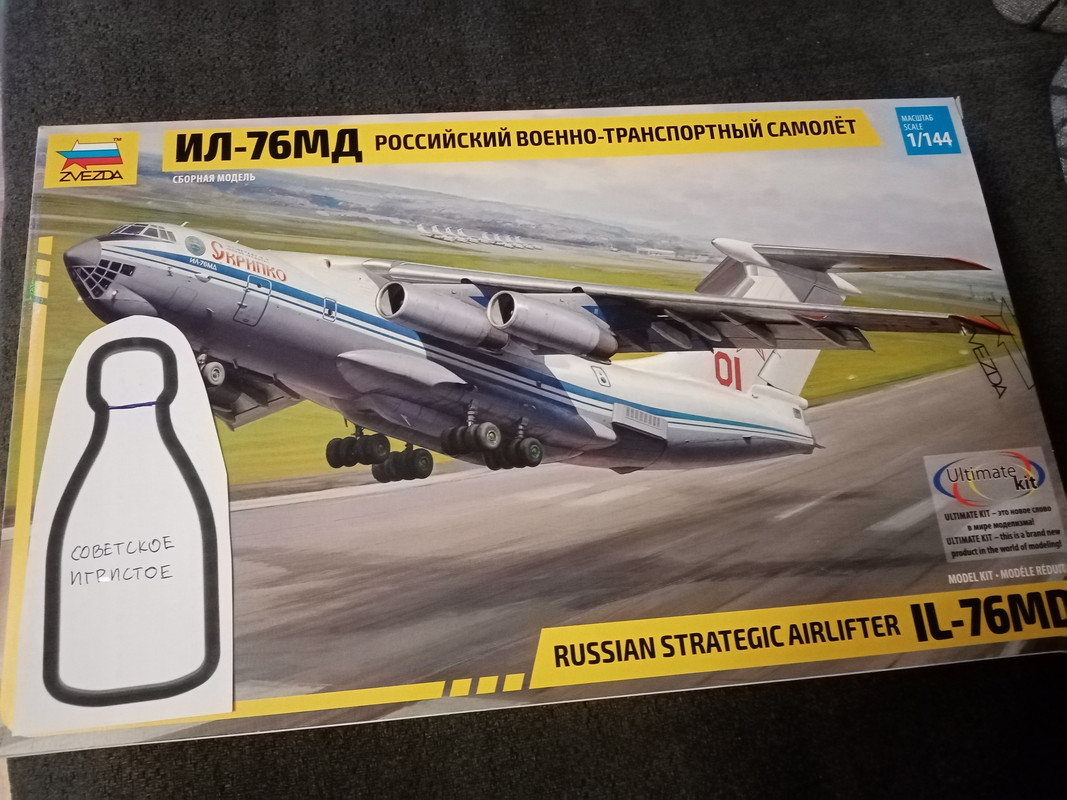 ZVEZDA™
ИЛ-76МД РОССИЙСКИЙ ВОЕННО-ТРАНСПОРТНЫЙ САМОЛЁТ
СБОРНАЯ МОДЕЛЬ
МАСШТАБ
SCALE
1/144
СКРИПКО
ИЛ-76МД
01
ZVEZDA
СОВЕТСКОЕ
ИГРИСТОЕ
Ultimate
kit
ULTIMATE KIT – это новое слово
в мире моделизма!
ULTIMATE KIT – this is a brand new
product in the world of modeling!
MODEL KIT • MODÈLE RÉDUIT
RUSSIAN STRATEGIC AIRLIFTER IL-76MD